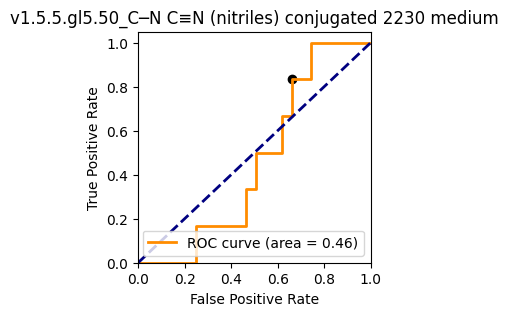 v1.5.5.gl5.50_C─N C≡N (nitriles) conjugated 2230 medium
1.0
0.8
0.6
0.4
0.2
0.0
True Positive Rate
ROC curve (area = 0.46)
0.0 0.2 0.4 0.6 0.8 1.0
False Positive Rate